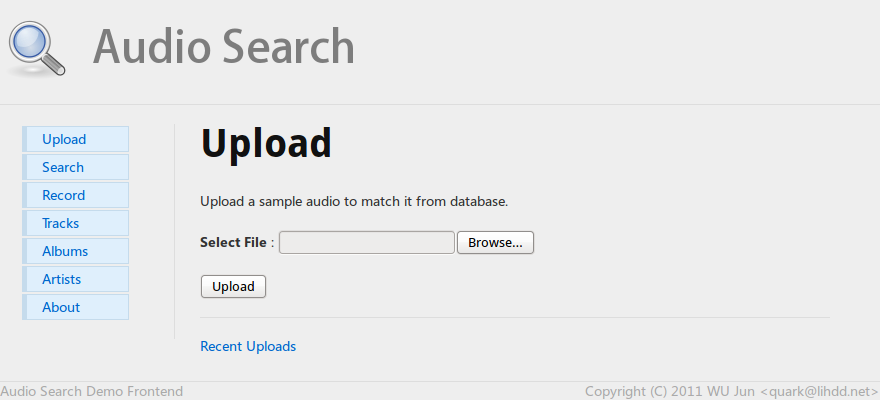 Audio Search
Upload
Search
Record
Tracks
Albums
Artists
About
Upload
Upload a sample audio to match it from database.
Select File : Browse...
Upload
Recent Uploads
Audio Search Demo Frontend
Copyright (C) 2011 WU Jun <quark@lihdd.net>